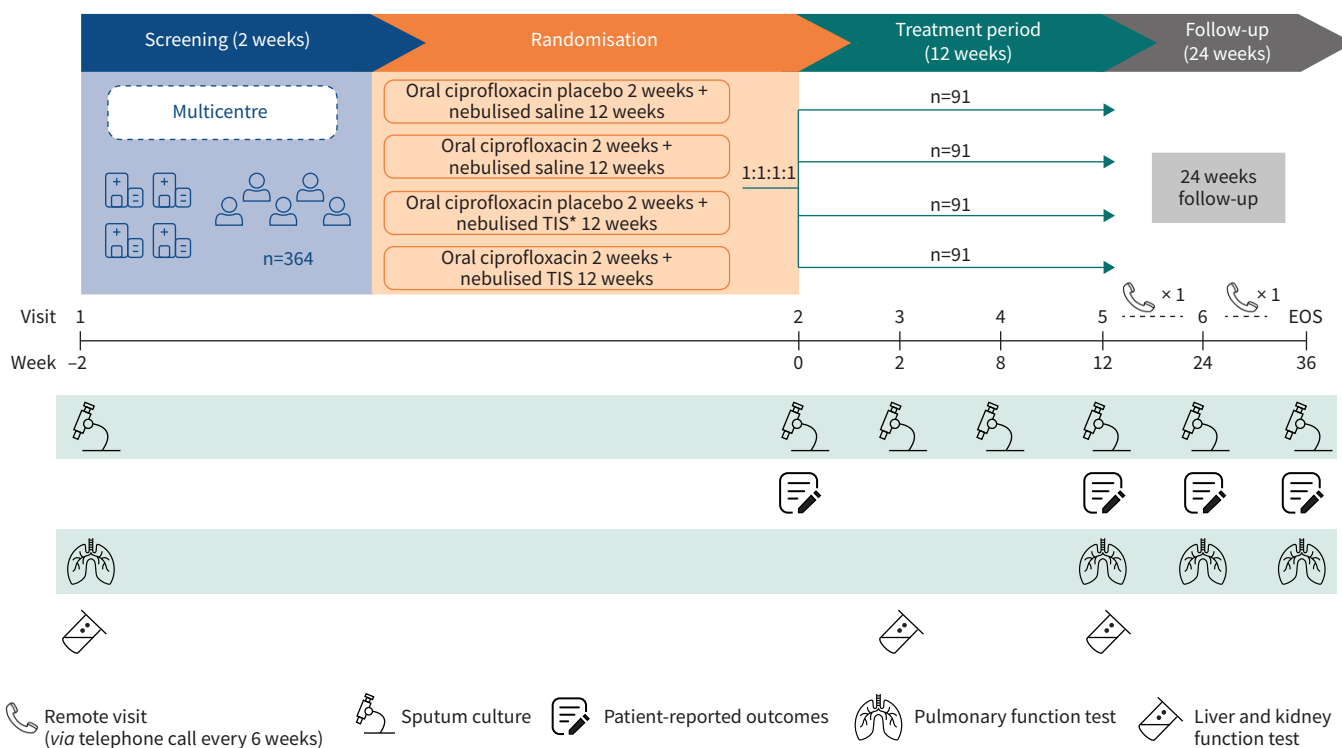 Screening (2 weeks)
Randomisation
Treatment period
(12 weeks)
Follow-up
(24 weeks)
Multicentre
n=364
Oral ciprofloxacin placebo 2 weeks +
nebulised saline 12 weeks
Oral ciprofloxacin 2 weeks +
nebulised saline 12 weeks
Oral ciprofloxacin placebo 2 weeks +
nebulised TIS* 12 weeks
Oral ciprofloxacin 2 weeks +
nebulised TIS 12 weeks
1:1:1:1
n=91
n=91
n=91
n=91
24 weeks
follow-up
× 1
× 1
Visit 1 2 3 4 5 6 EOS
Week –2 0 2 8 12 24 36
Remote visit
(via telephone call every 6 weeks)
Sputum culture
Patient-reported outcomes
Pulmonary function test
Liver and kidney
function test